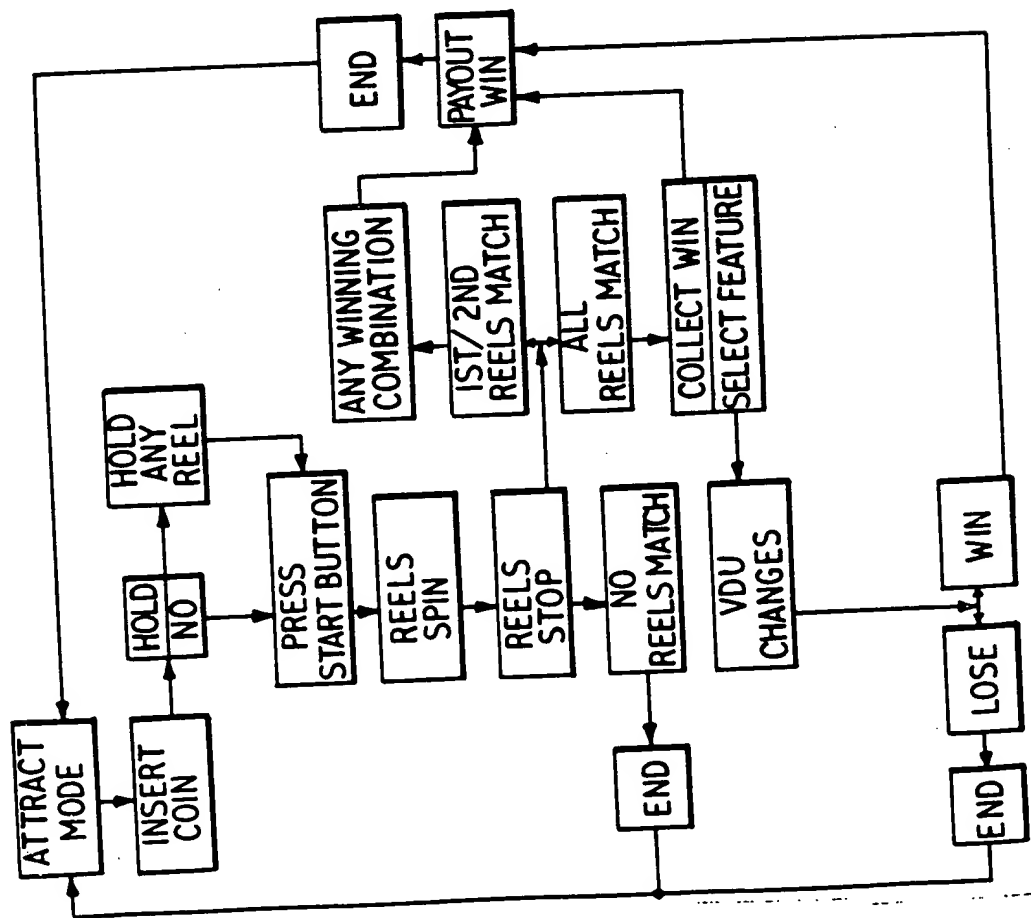 ATTRACT
MODE
INSERT
COIN
HOLD
NO
HOLD
ANY
REEL
PRESS
START BUTTON
REELS
SPIN
REELS
STOP
NO
REELS MATCH
END
ANY WINNING
COMBINATION
1ST/2ND
REELS MATCH
ALL
REELS MATCH
COLLECT WIN
SELECT FEATURE
PAYOUT
WIN
END
VDU
CHANGES
WIN
LOSE
END